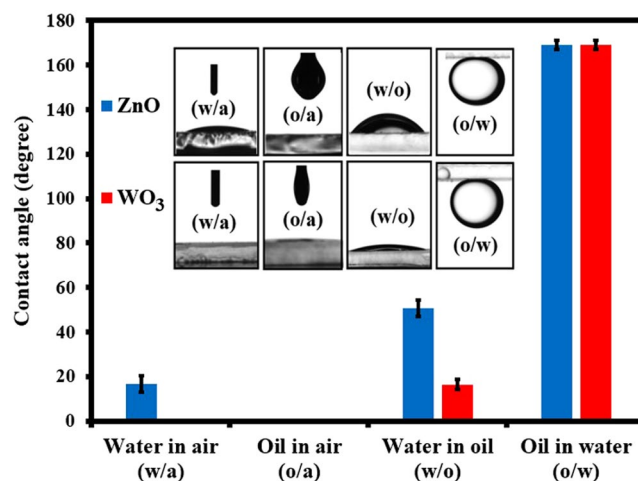 180
160
140
120
100
80
60
40
20
0
Contact angle (degree)
ZnO
WO3
(w/a)
(o/a)
(w/o)
(o/w)
(w/a)
(o/a)
(w/o)
(o/w)
Water in air
(w/a)
Oil in air
(o/a)
Water in oil
(w/o)
Oil in water
(o/w)